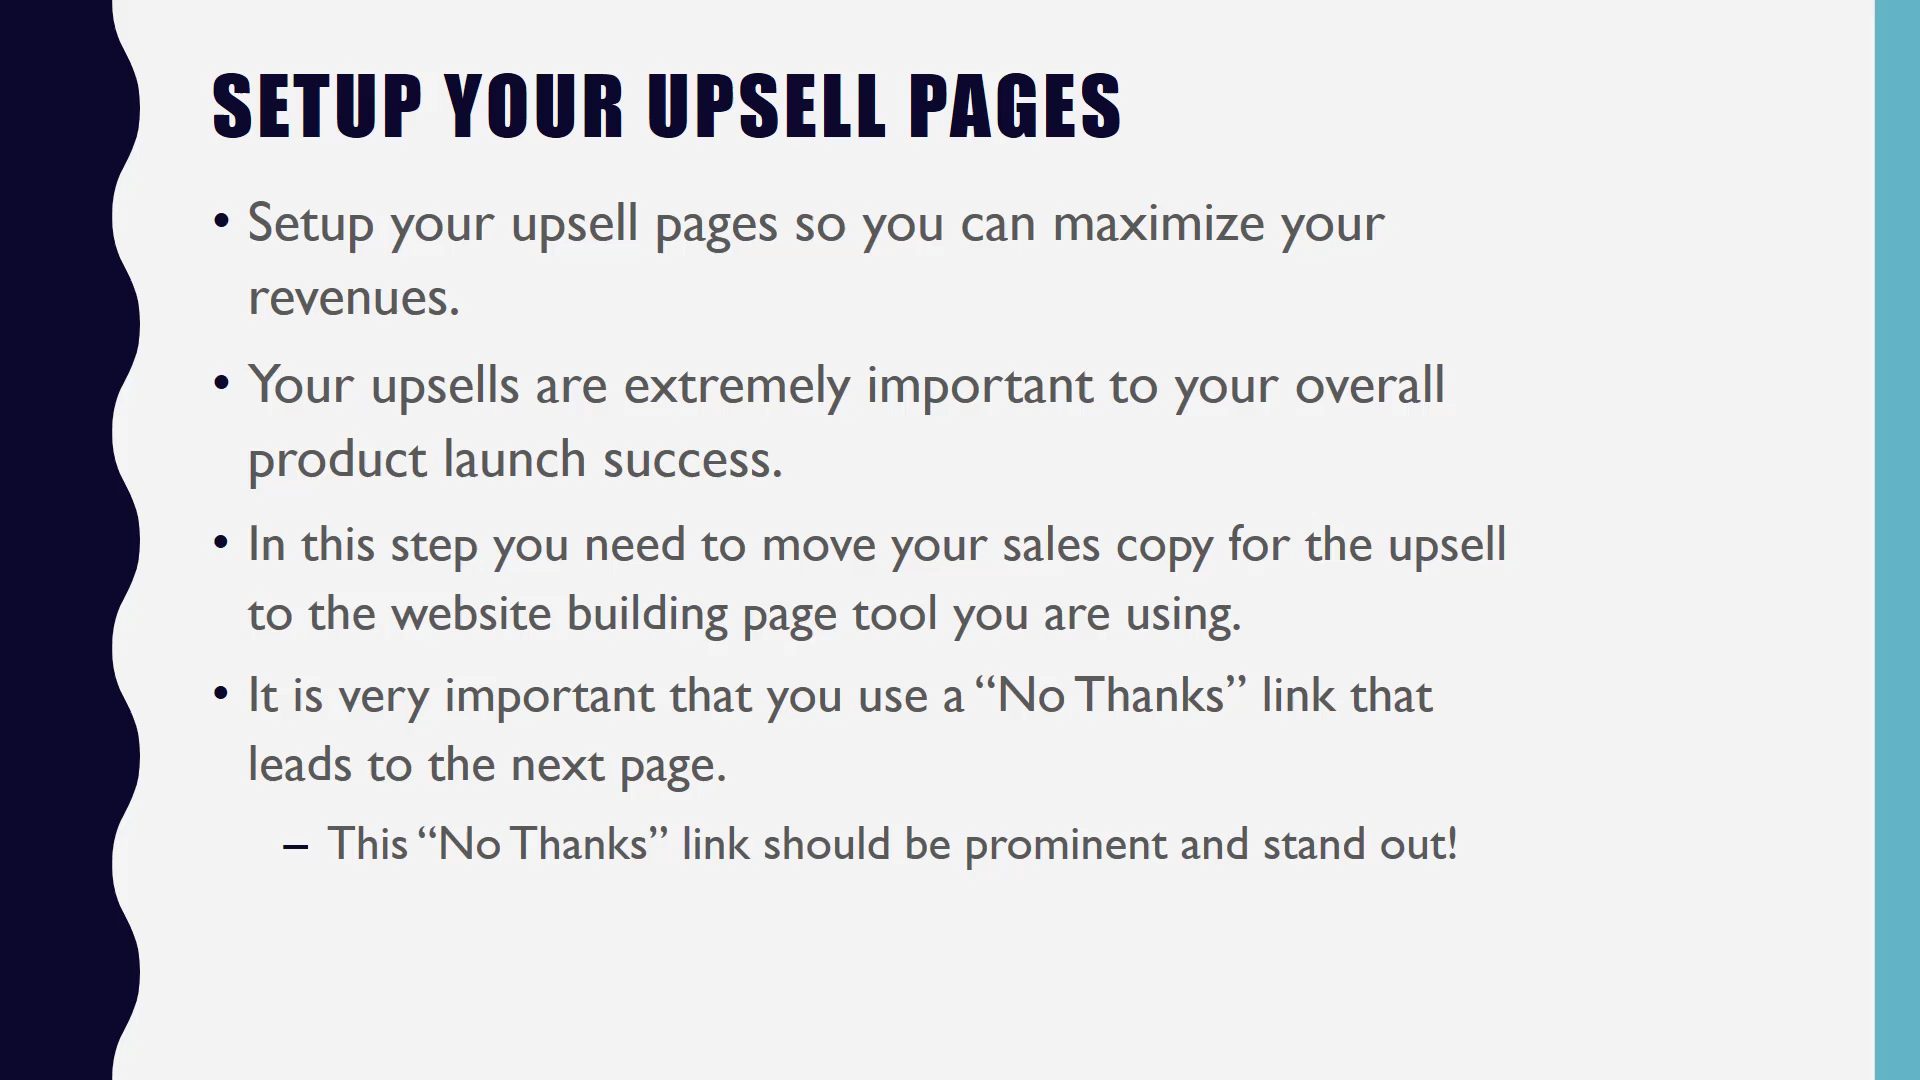 SETUP YOUR UPSELL PAGES
• Setup your upsell pages so you can maximize your
revenues.
• Your upsells are extremely important to your overall
product launch success.
• In this step you need to move your sales copy for the upsell
to the website building page tool you are using.
• It is very important that you use a “No Thanks” link that
leads to the next page.
– This “No Thanks” link should be prominent and stand out!